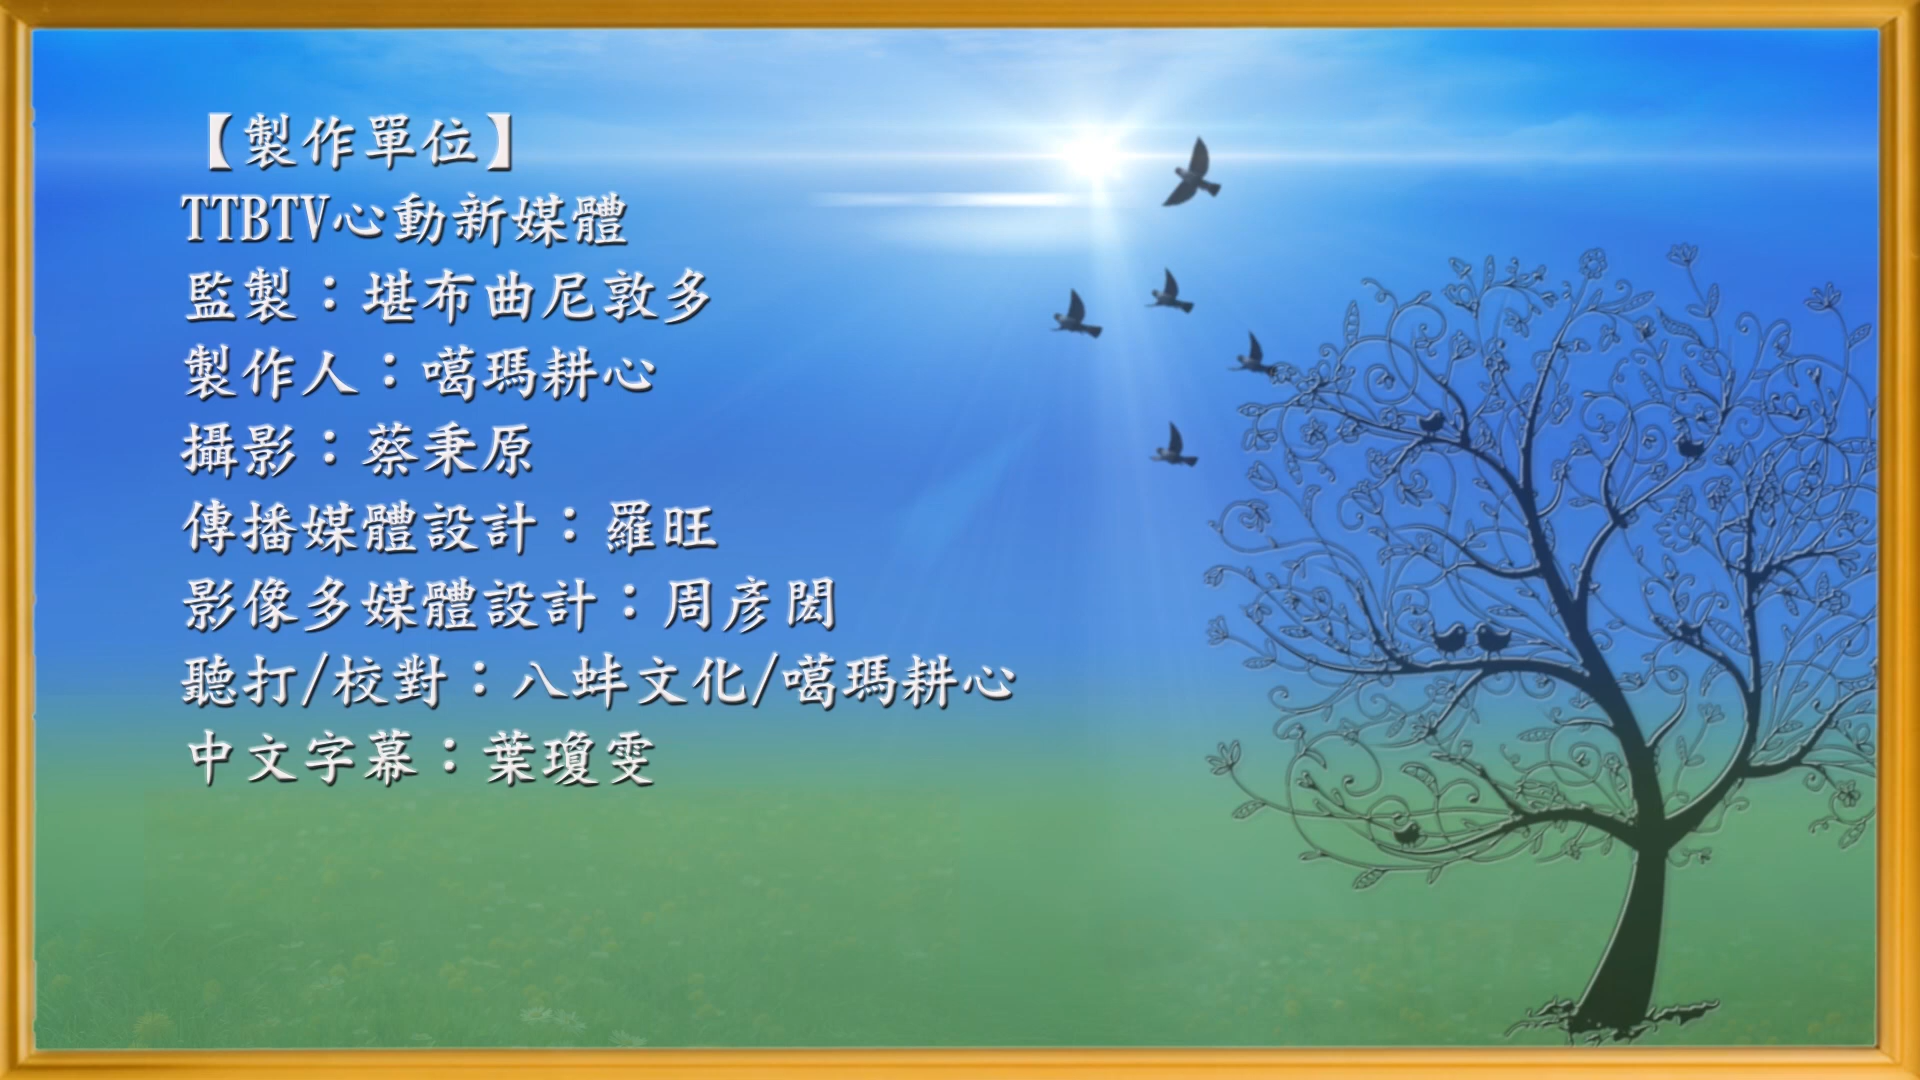 【製作單位】
TTBTV心動新媒體
監製：堪布曲尼敦多
製作人：噶瑪耕心
攝影：蔡秉原
傳播媒體設計：羅旺
影像多媒體設計：周彥閎
聽打/校對：八蚌文化/噶瑪耕心
中文字幕：葉瓊雯